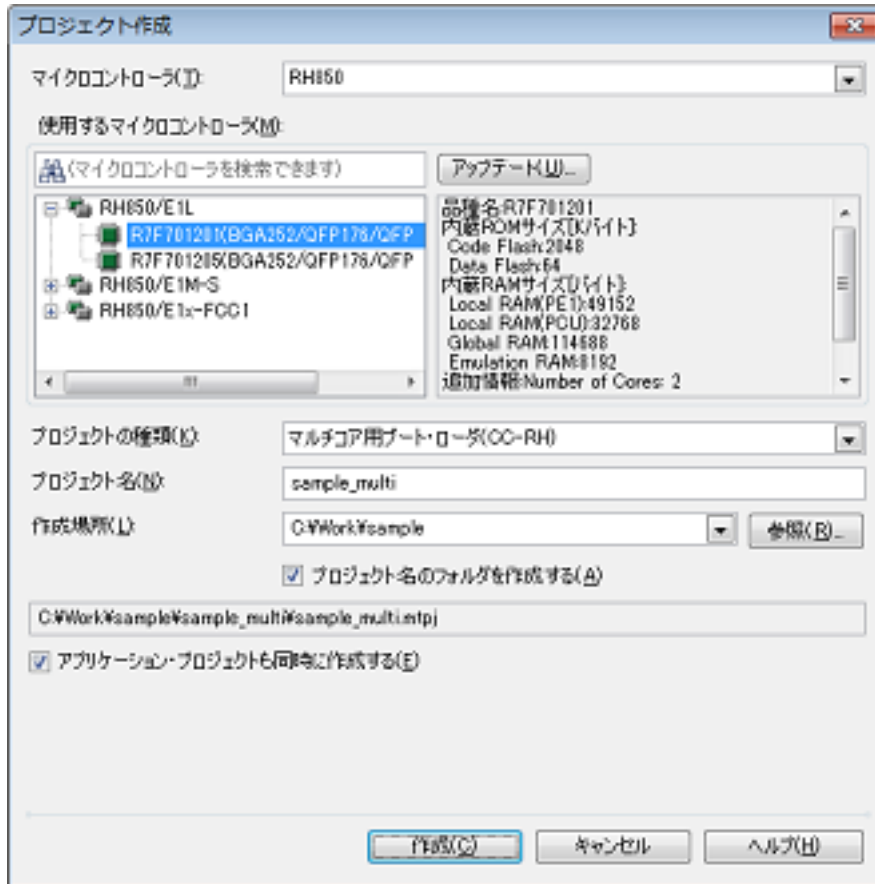 プロジェクト作成
マイクロコントローラ(T):
RH850
使用するマイクロコントローラ(M):
(マイクロコントローラを検索できます)
アップデート(U)...
RH850/E1L
R7F701201(BGA252/QFP176/QFP
R7F701205(BGA252/QFP176/QFP
RH850/E1M-S
RH850/E1x-FCC1
品種名:R7F701201
内蔵ROMサイズ[Kバイト]:
Code Flash:2048
Data Flash:64
内蔵RAMサイズ[バイト]:
Local RAM(PE1):49152
Local RAM(PCU):32768
Global RAM:114688
Emulation RAM:8192
追加情報:Number of Cores: 2
プロジェクトの種類(K):
マルチコア用ブート・ローダ(CC-RH)
プロジェクト名(N):
sample_multi
作成場所(L):
C:¥Work¥sample
参照(R)...
プロジェクト名のフォルダを作成する(A)
C:¥Work¥sample¥sample_multi¥sample_multi.mtpj
アプリケーション・プロジェクトも同時に作成する(E)
作成(C)
キャンセル
ヘルプ(H)